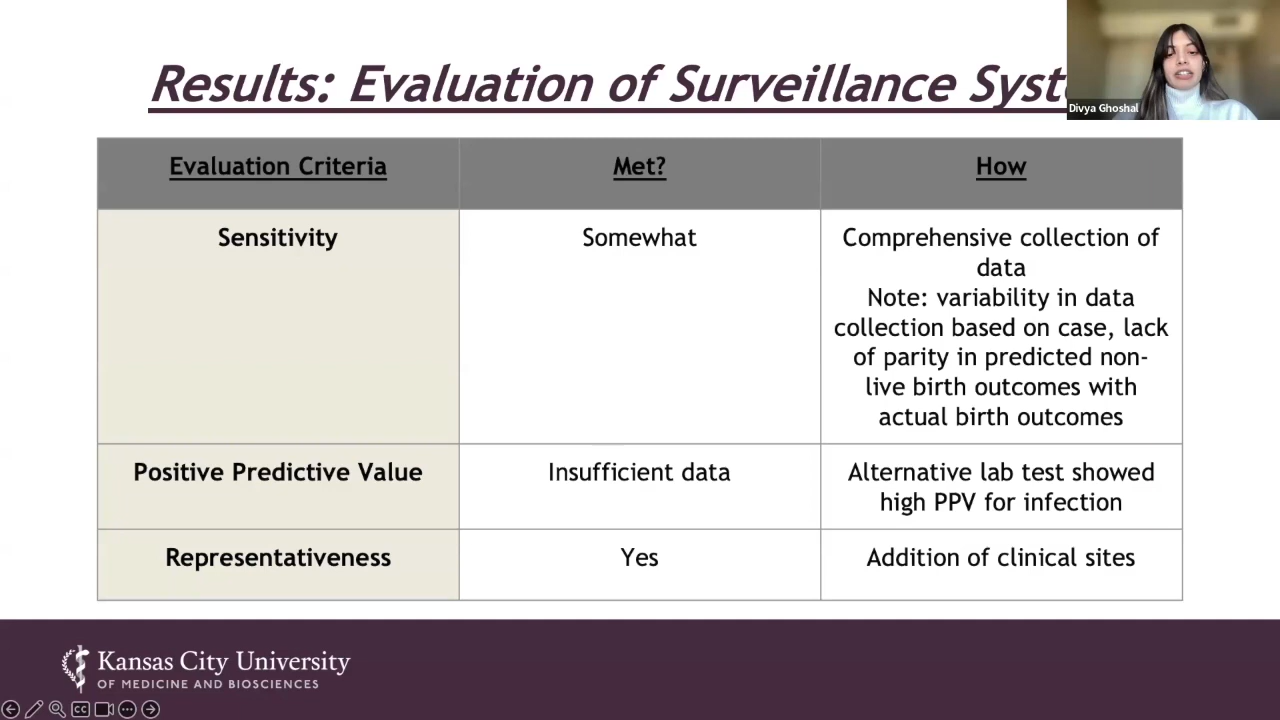 Results: Evaluation of Surveillance Syst
Divya Ghoshal
Evaluation Criteria
Met?
How
Sensitivity
Somewhat
Comprehensive collection of
data
Note: variability in data
collection based on case, lack
of parity in predicted non-
live birth outcomes with
actual birth outcomes
Positive Predictive Value
Insufficient data
Alternative lab test showed
high PPV for infection
Representativeness
Yes
Addition of clinical sites
Kansas City University
OF MEDICINE AND BIOSCIENCES
CC